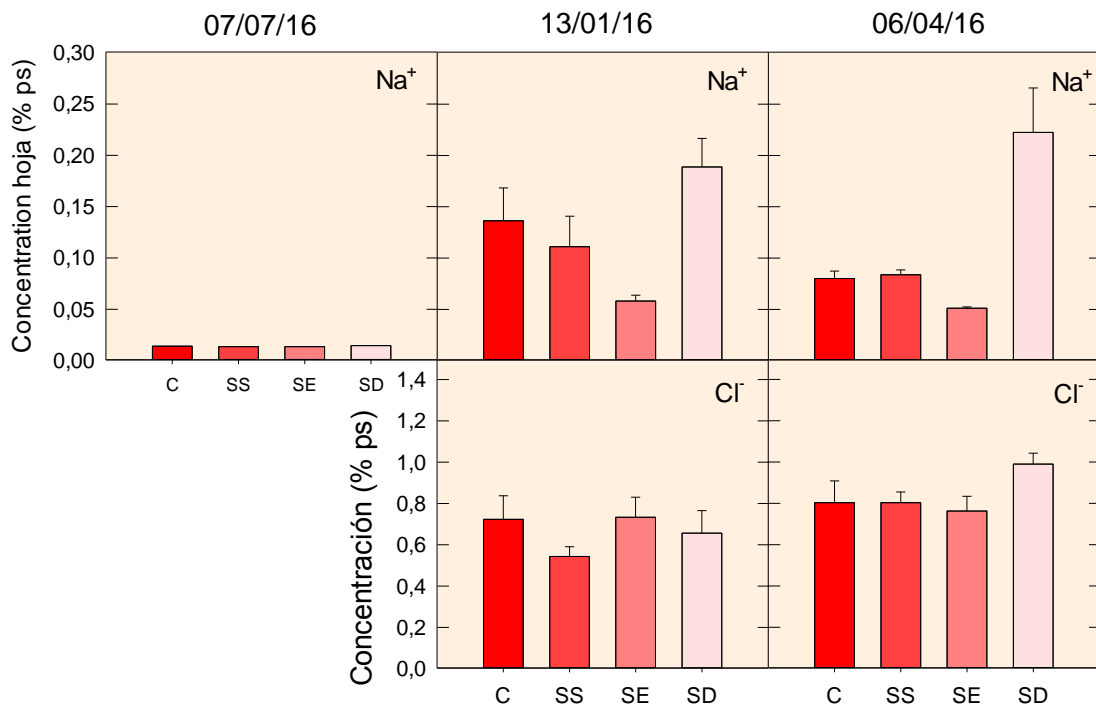 07/07/16 13/01/16 06/04/16
Concentration hoja (% ps)
0,30
0,25
0,20
0,15
0,10
0,05
0,00
Na⁺ Na⁺ Na⁺
C SS SE SD
Concentración (% ps)
1,4
1,2
1,0
0,8
0,6
0,4
0,2
0,0
Cl⁻ Cl⁻
C SS SE SD C SS SE SD